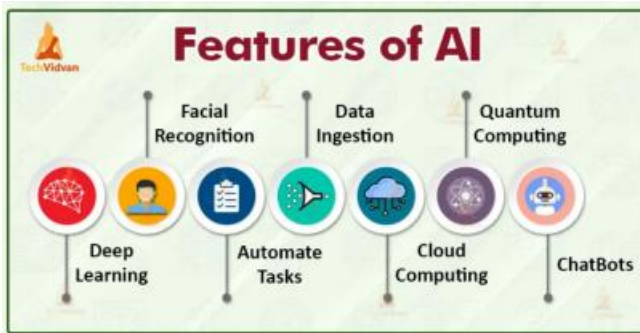 TechVidvan
Features of AI
Facial
Recognition
Data
Ingestion
Quantum
Computing
Deep
Learning
Automate
Tasks
Cloud
Computing
ChatBots